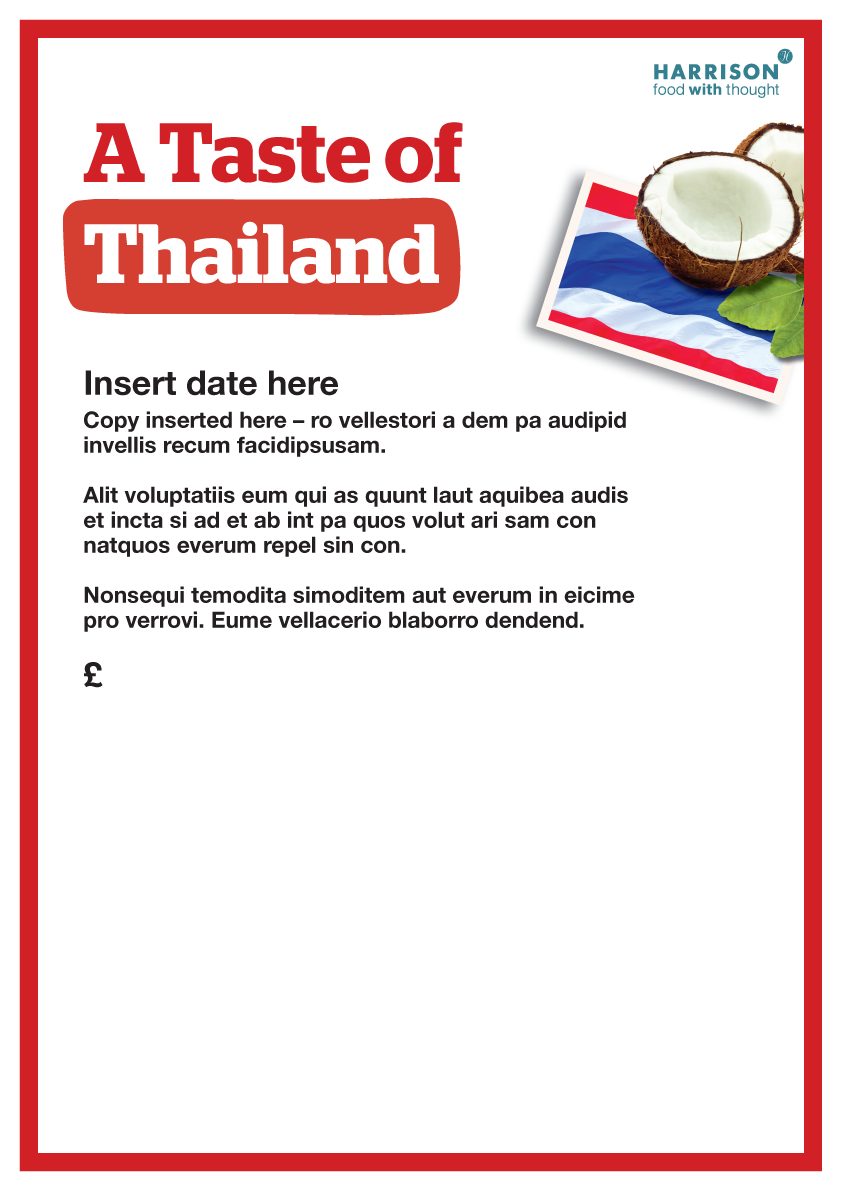 HARRISON
food with thought
A Taste of
Thailand
Insert date here
Copy inserted here – ro vellestori a dem pa audipid
invellis recum facidipsusam.
Alit voluptatiis eum qui as quunt laut aquibea audis
et incta si ad et ab int pa quos volut ari sam con
natquos everum repel sin con.
Nonsequi temodita simoditem aut everum in eicime
pro verrovi. Eume vellacerio blaborro dendend.
£